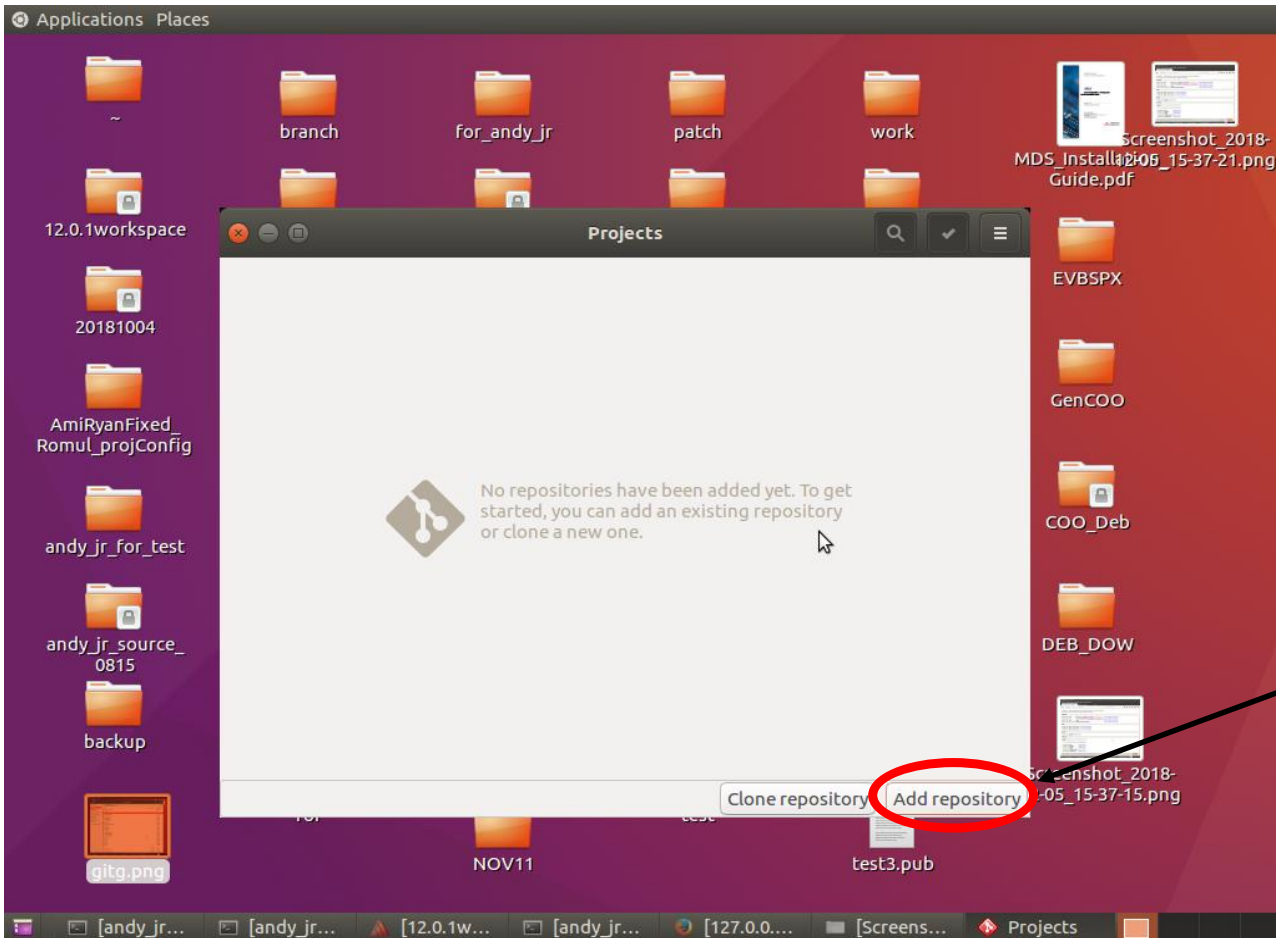 Applications Places
~
branch
for_andy_jr
patch
work
MDS_Installation_
Guide.pdf
Screenshot_2018-
12-05_15-37-21.png
12.0.1workspace
Projects
EVBSPX
20181004
GenCOO
AmiRyanFixed_
Romul_projConfig
No repositories have been added yet. To get
started, you can add an existing repository
or clone a new one.
COO_Deb
andy_jr_for_test
andy_jr_source_
0815
DEB_DOW
backup
Screenshot_2018-
-05_15-37-15.png
Clone repository
Add repository
gitg.png
NOV11
test3.pub
[andy_jr...
[andy_jr...
[12.0.1w...
[andy_jr...
[127.0.0....
[Screens...
Projects